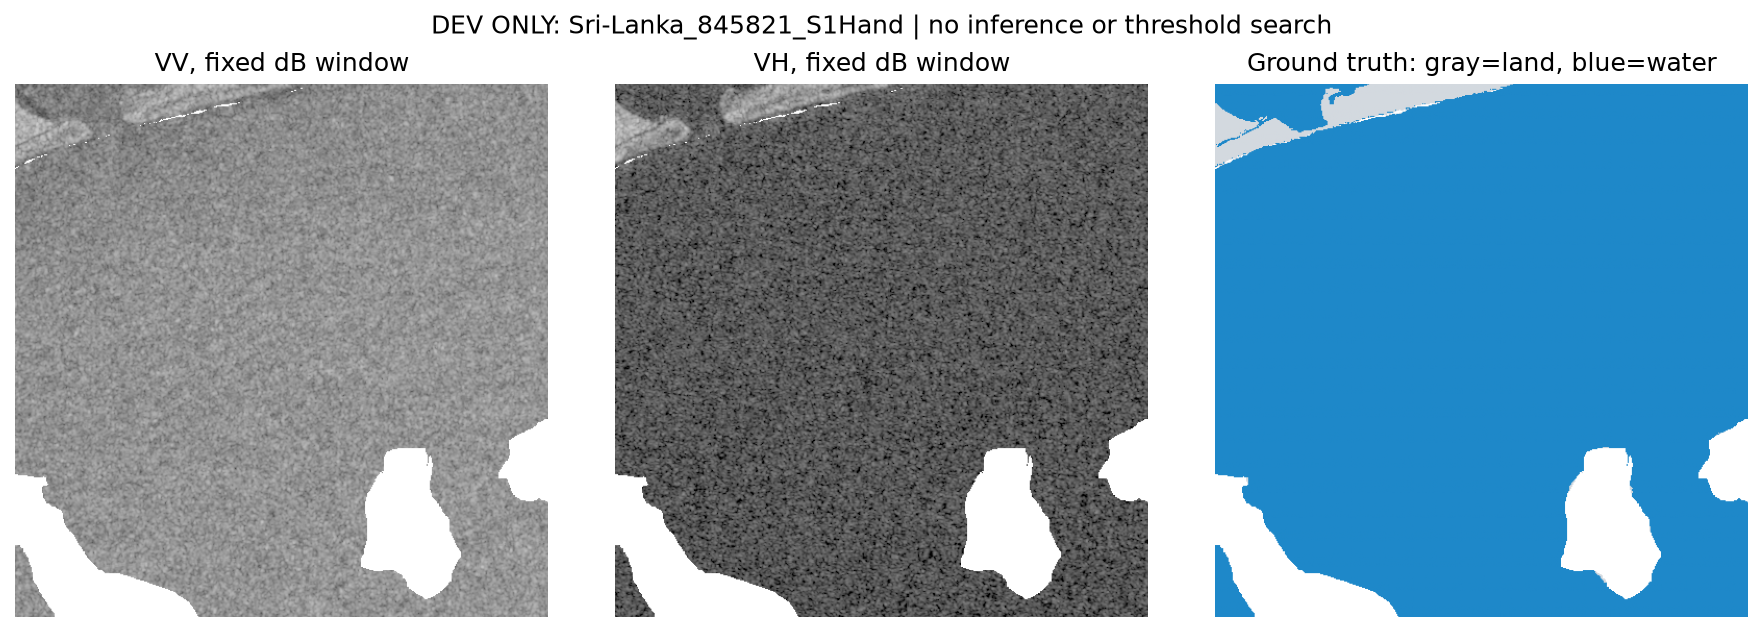 DEV ONLY: Sri-Lanka_845821_S1Hand | no inference or threshold search
VV, fixed dB window
VH, fixed dB window
Ground truth: gray=land, blue=water